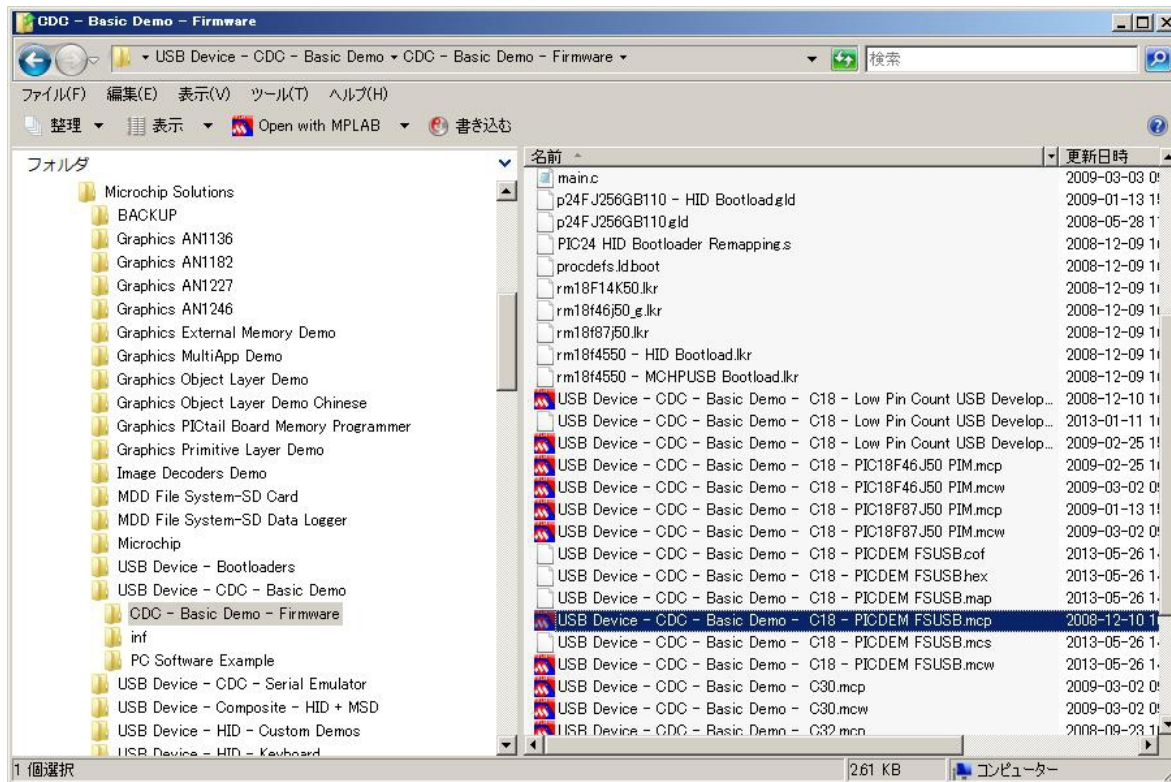 CDC - Basic Demo - Firmware
USB Device - CDC - Basic Demo ▾ CDC - Basic Demo - Firmware ▾
検索
ファイル(F) 編集(E) 表示(V) ツール(T) ヘルプ(H)
整理 ▼ 表示 ▼ Open with MPLAB ▼ 書き込む
フォルダ
Microchip Solutions
BACKUP
Graphics AN1136
Graphics AN1182
Graphics AN1227
Graphics AN1246
Graphics External Memory Demo
Graphics MultiApp Demo
Graphics Object Layer Demo
Graphics Object Layer Demo Chinese
Graphics PICtail Board Memory Programmer
Graphics Primitive Layer Demo
Image Decoders Demo
MDD File System-SD Card
MDD File System-SD Data Logger
Microchip
USB Device - Bootloaders
USB Device - CDC - Basic Demo
CDC - Basic Demo - Firmware
inf
PC Software Example
USB Device - CDC - Serial Emulator
USB Device - Composite - HID + MSD
USB Device - HID - Custom Demos
USB Device - HID - Keyboard
名前 更新日時
main.c 2009-03-03
p24FJ256GB110 - HID Bootload.gld 2009-01-13
p24FJ256GB110.gld 2008-05-28
PIC24 HID Bootloader Remapping.s 2008-12-09
procdefs.ld.boot 2008-12-09
rm18F14K50.lkr 2008-12-09
rm18f46j50_g.lkr 2008-12-09
rm18f87j50.lkr 2008-12-09
rm18f4550 - HID Bootload.lkr 2008-12-09
rm18f4550 - MCHPUSB Bootload.lkr 2008-12-09
USB Device - CDC - Basic Demo - C18 - Low Pin Count USB Develop... 2008-12-10
USB Device - CDC - Basic Demo - C18 - Low Pin Count USB Develop... 2013-01-11
USB Device - CDC - Basic Demo - C18 - Low Pin Count USB Develop... 2009-02-25
USB Device - CDC - Basic Demo - C18 - PIC18F46J50 PIM.mcp 2009-02-25
USB Device - CDC - Basic Demo - C18 - PIC18F46J50 PIM.mcw 2009-03-02
USB Device - CDC - Basic Demo - C18 - PIC18F87J50 PIM.mcp 2009-01-13
USB Device - CDC - Basic Demo - C18 - PIC18F87J50 PIM.mcw 2009-03-02
USB Device - CDC - Basic Demo - C18 - PICDEM FSUSB.cof 2013-05-26
USB Device - CDC - Basic Demo - C18 - PICDEM FSUSB.hex 2013-05-26
USB Device - CDC - Basic Demo - C18 - PICDEM FSUSB.map 2013-05-26
USB Device - CDC - Basic Demo - C18 - PICDEM FSUSB.mcp 2008-12-10
USB Device - CDC - Basic Demo - C18 - PICDEM FSUSB.mcs 2013-05-26
USB Device - CDC - Basic Demo - C18 - PICDEM FSUSB.mcw 2013-05-26
USB Device - CDC - Basic Demo - C30.mcp 2009-03-02
USB Device - CDC - Basic Demo - C30.mcw 2009-03-02
USB Device - CDC - Basic Demo - C32.mcp 2008-09-23
1 個選択 2.61 KB コンピューター